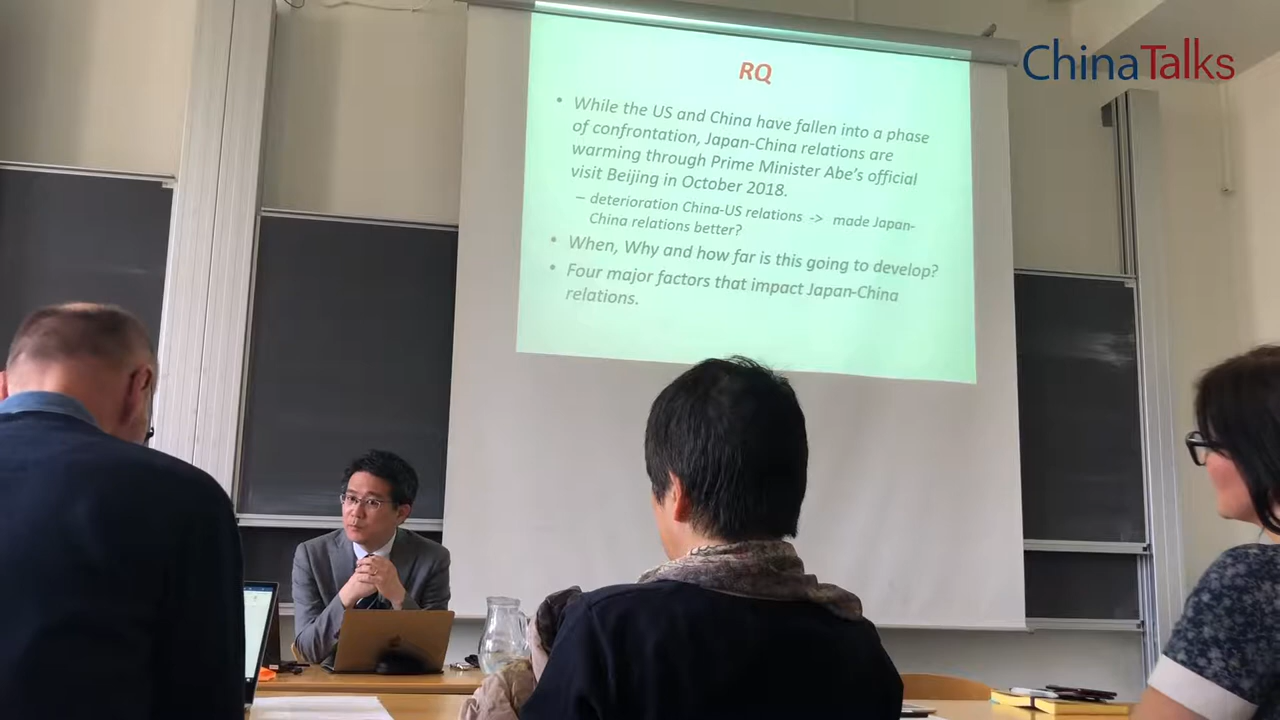 ChinaTalks
RQ
• While the US and China have fallen into a phase
of confrontation, Japan-China relations are
warming through Prime Minister Abe's official
visit Beijing in October 2018.
– deterioration China-US relations -> made Japan-
China relations better?
• When, Why and how far is this going to develop?
• Four major factors that impact Japan-China
relations.